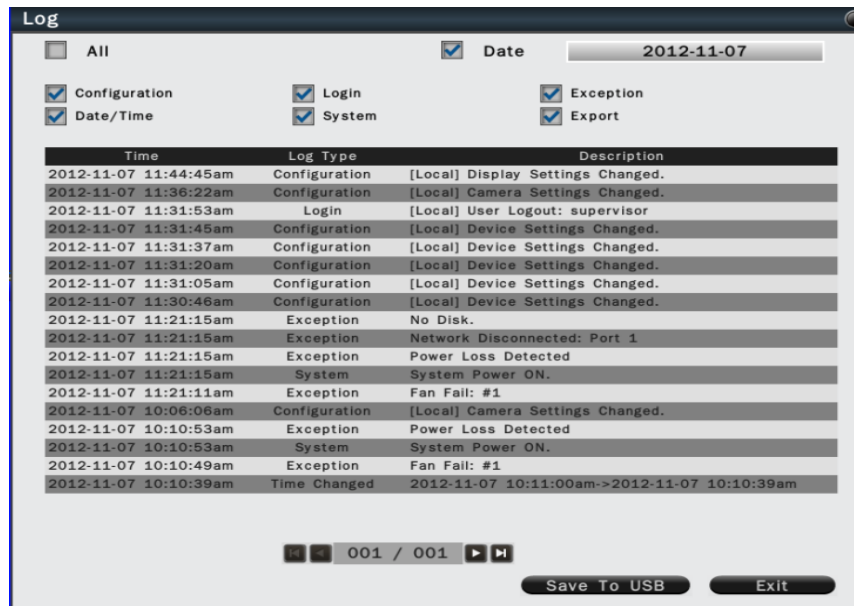 Log
All Date 2012-11-07
Configuration Login Exception
Date/Time System Export
Time Log Type Description
2012-11-07 11:44:45am Configuration [Local] Display Settings Changed.
2012-11-07 11:36:22am Configuration [Local] Camera Settings Changed.
2012-11-07 11:31:53am Login [Local] User Logout: supervisor
2012-11-07 11:31:45am Configuration [Local] Device Settings Changed.
2012-11-07 11:31:37am Configuration [Local] Device Settings Changed.
2012-11-07 11:31:20am Configuration [Local] Device Settings Changed.
2012-11-07 11:31:05am Configuration [Local] Device Settings Changed.
2012-11-07 11:30:46am Configuration [Local] Device Settings Changed.
2012-11-07 11:21:15am Exception No Disk.
2012-11-07 11:21:15am Exception Network Disconnected: Port 1
2012-11-07 11:21:15am Exception Power Loss Detected
2012-11-07 11:21:15am System System Power ON.
2012-11-07 11:21:11am Exception Fan Fail: #1
2012-11-07 10:06:06am Configuration [Local] Camera Settings Changed.
2012-11-07 10:10:53am Exception Power Loss Detected
2012-11-07 10:10:53am System System Power ON.
2012-11-07 10:10:49am Exception Fan Fail: #1
2012-11-07 10:10:39am Time Changed 2012-11-07 10:11:00am->2012-11-07 10:10:39am
001 / 001
Save To USB Exit